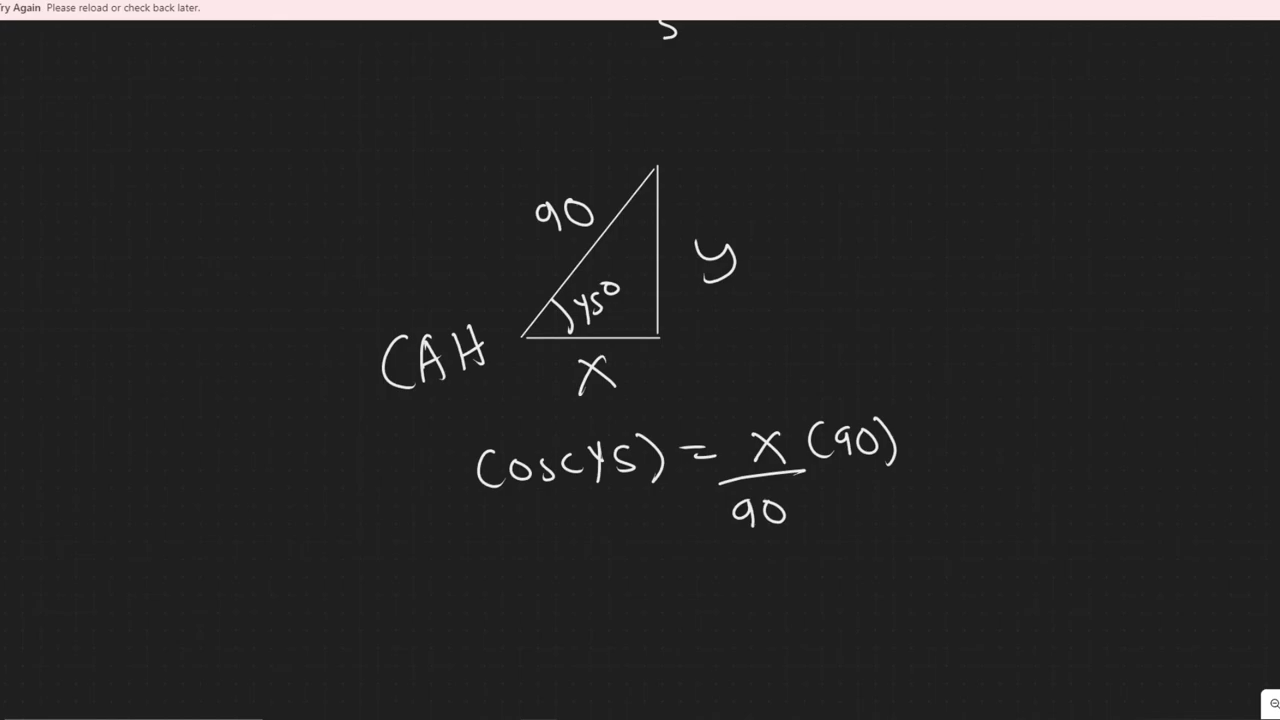 Try Again Please reload or check back later.
90
45°
y
CAH
x
cos(45) = x (90)
90